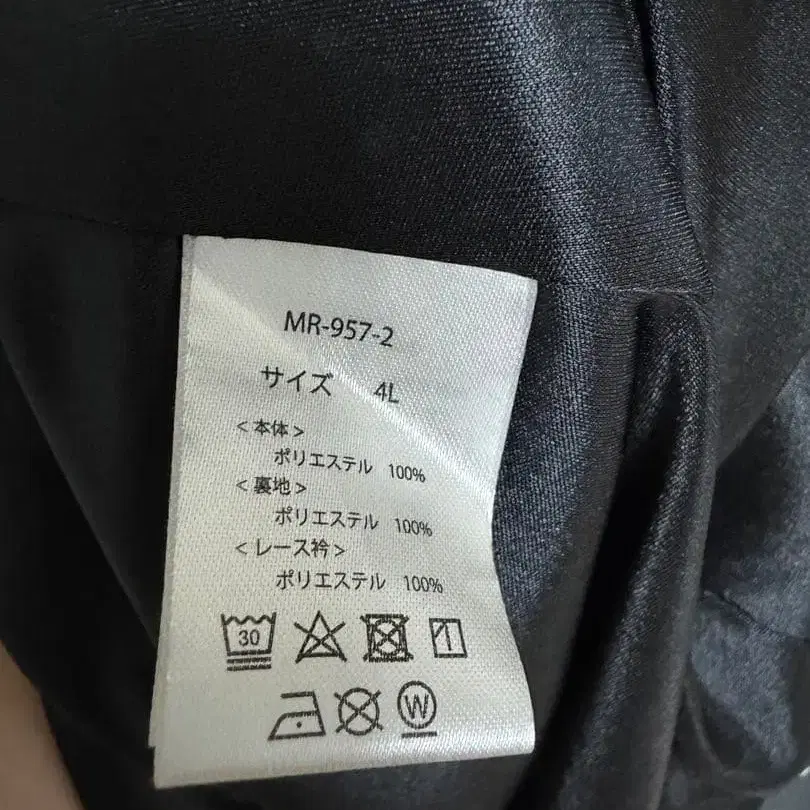 MR-957-2
サイズ 4L
＜本体＞
ポリエステル 100%
＜裏地＞
ポリエステル 100%
＜レース衿＞
ポリエステル 100%
30
W